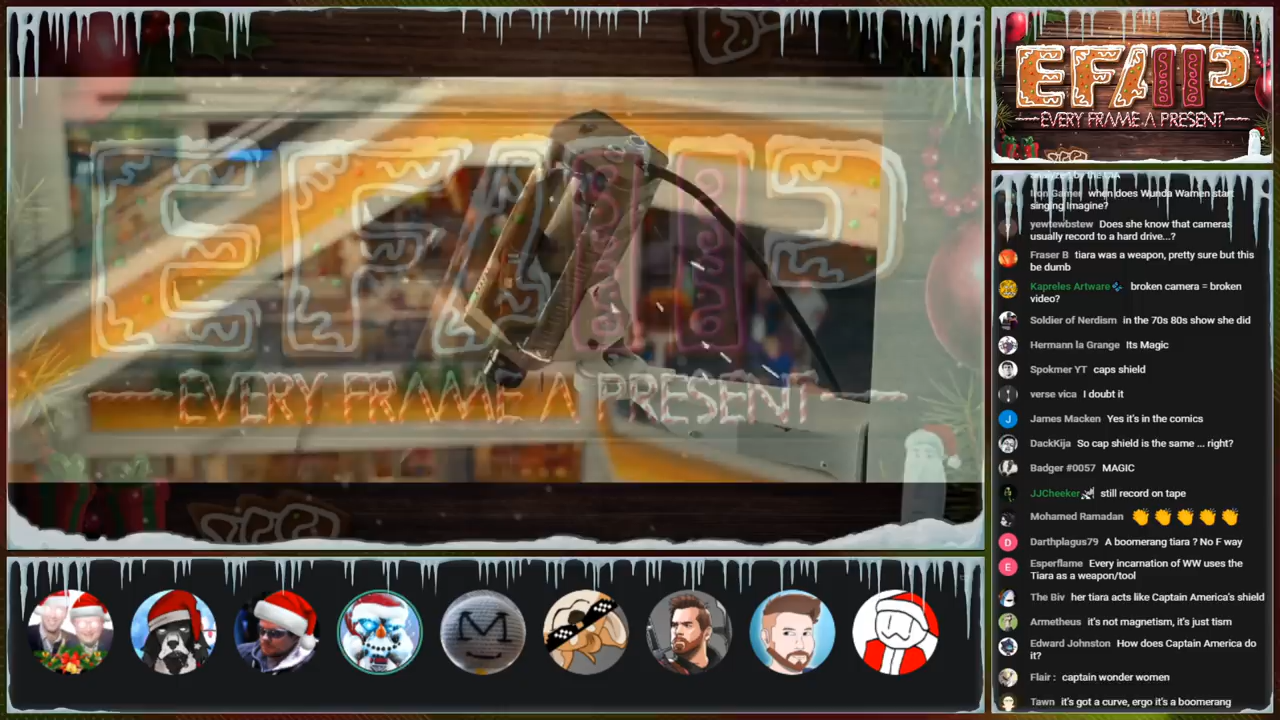 EFAP
EVERY FRAME A PRESENT
EFAP
EVERY FRAME A PRESENT
Iron Gamer when does Wunda Wamen start
singing Imagine?
yewtewbstew Does she know that cameras
usually record to a hard drive...?
Fraser B tiara was a weapon, pretty sure but this
be dumb
Kapreles Artware broken camera = broken
video?
Soldier of Nerdism in the 70s 80s show she did
Hermann la Grange Its Magic
Spokmer YT caps shield
verse vica I doubt it
J James Macken Yes it's in the comics
DackKija So cap shield is the same ... right?
Badger #0057 MAGIC
JJCheeker still record on tape
Mohamed Ramadan 👏👏👏👏👏
D Darthplagus79 A boomerang tiara ? No F way
E Esperflame Every incarnation of WW uses the
Tiara as a weapon/tool
The Biv her tiara acts like Captain America's shield
Armetheus it's not magnetism, it's just tism
Edward Johnston How does Captain America do
it?
Flair : captain wonder women
Tawn it's got a curve, ergo it's a boomerang
M